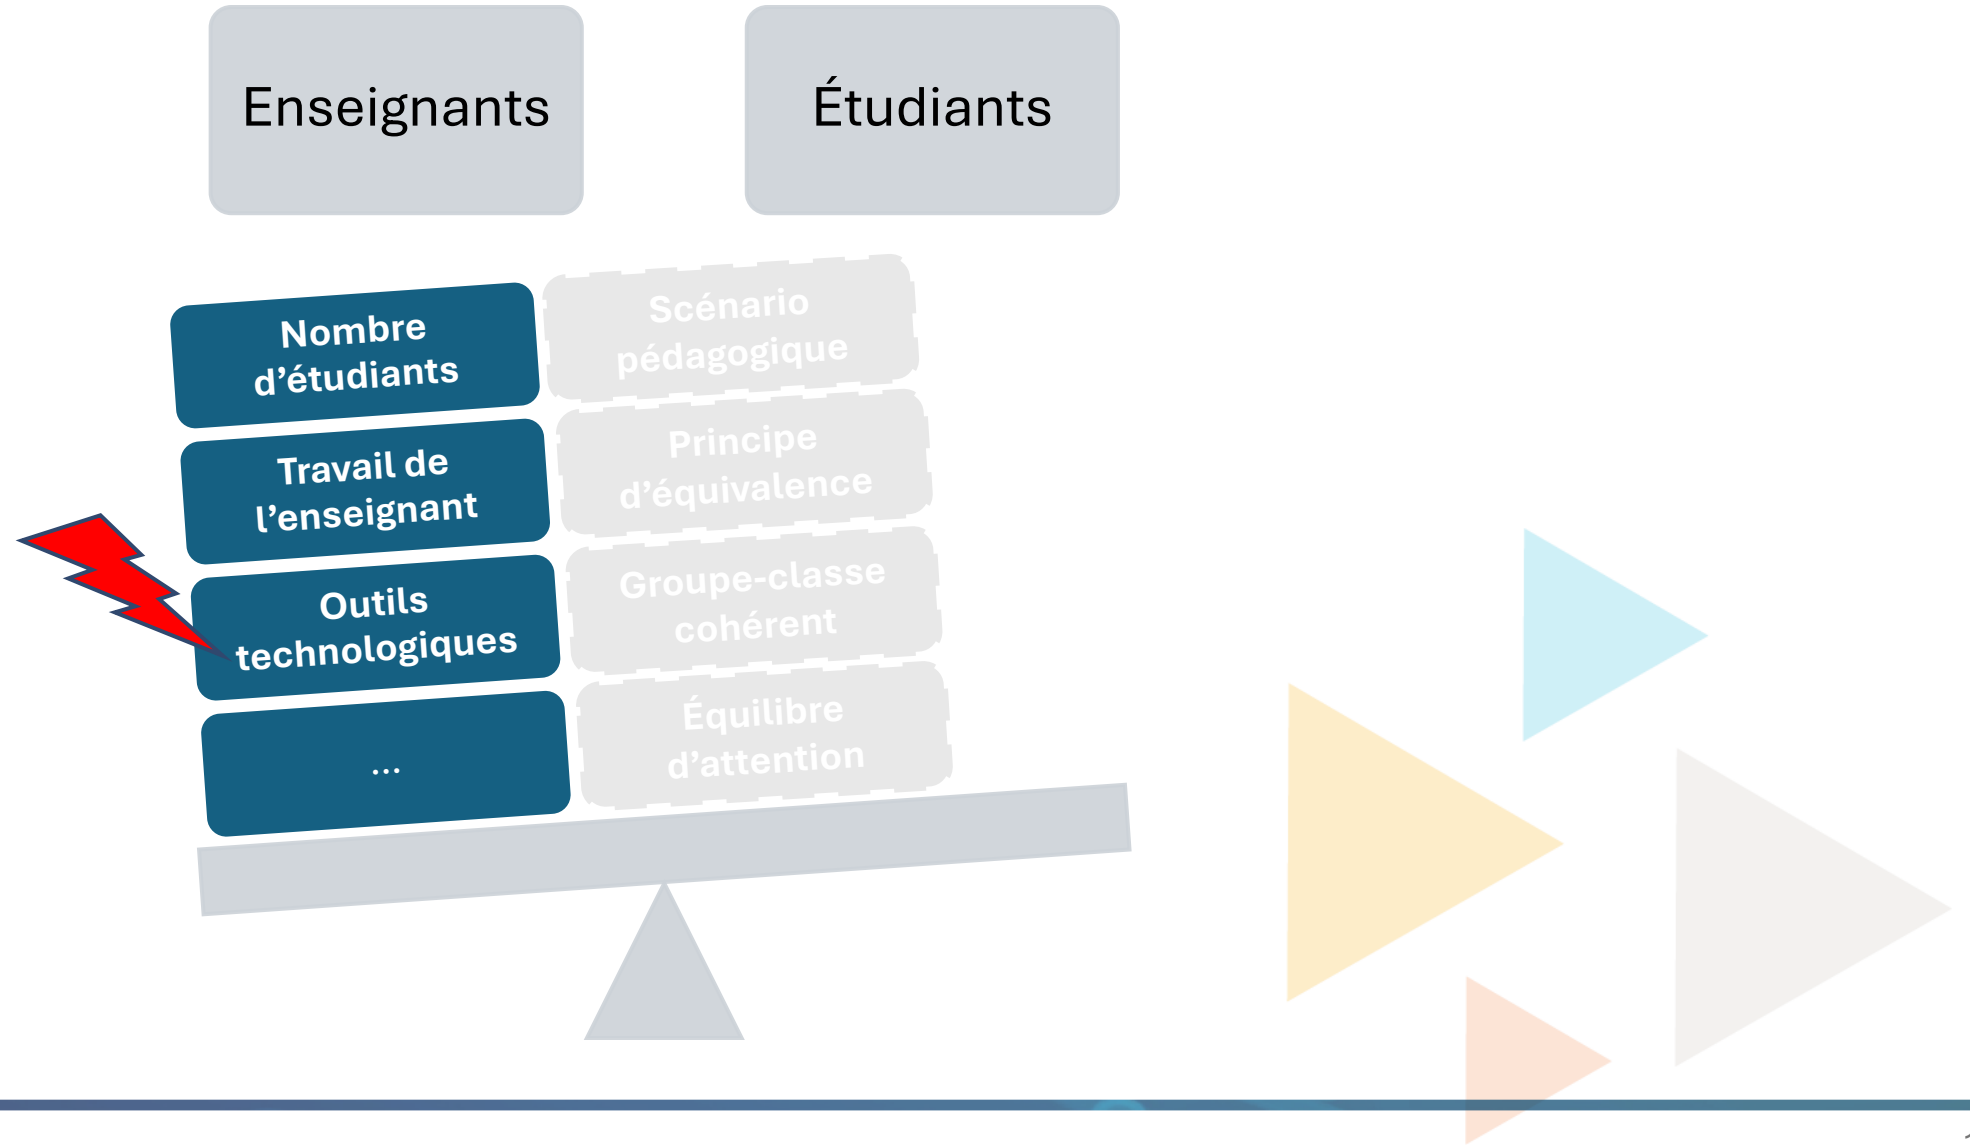 Enseignants
Étudiants
Nombre
d’étudiants
Scénario
pédagogique
Travail de
l’enseignant
Principe
d’équivalence
Outils
technologiques
Groupe-classe
cohérent
...
Équilibre
d’attention